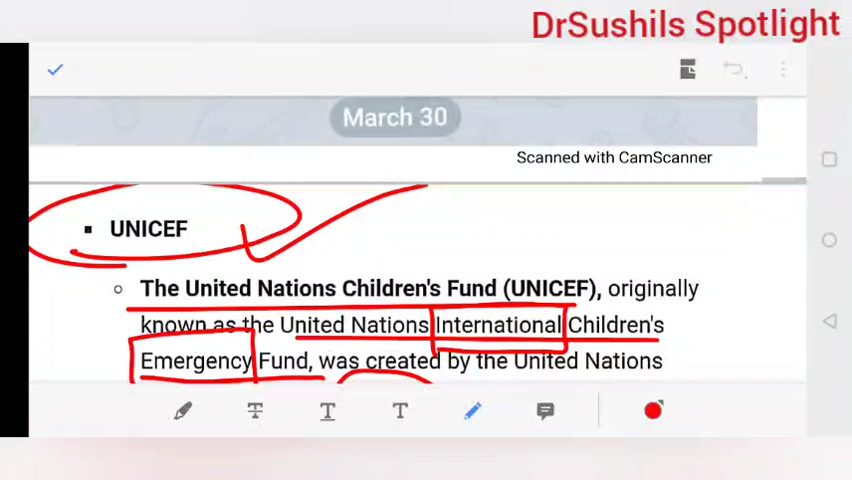 DrSushils Spotlight
March 30
Scanned with CamScanner
▪ UNICEF
○ The United Nations Children's Fund (UNICEF), originally
known as the United Nations International Children's
Emergency Fund, was created by the United Nations
T T T